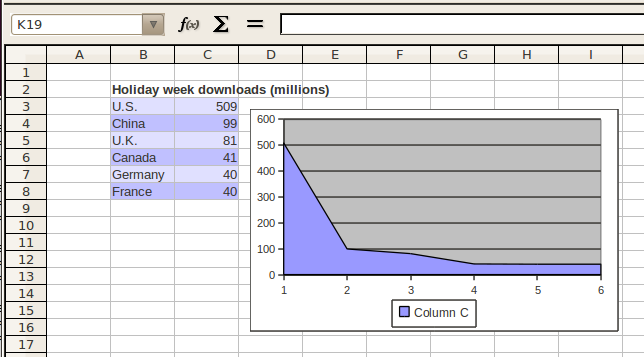 K19
f(x) Σ =
A B C D E F G H I
1
2 Holiday week downloads (millions)
3 U.S. 509
4 China 99
5 U.K. 81
6 Canada 41
7 Germany 40
8 France 40
9
10
11
12
13
14
15
16
17
600
500
400
300
200
100
0
1 2 3 4 5 6
Column C